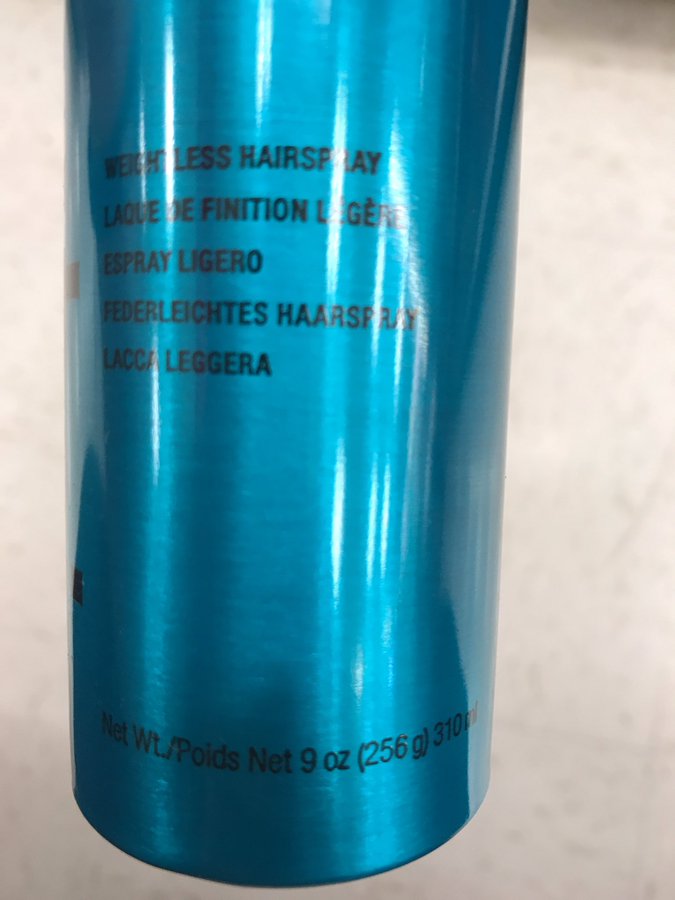 WEIGHTLESS HAIRSPRAY
LAQUE DE FINITION LÉGÈRE
ESPRAY LIGERO
FEDERLEICHTES HAARSPRAY
LACCA LEGGERA
Net Wt./Poids Net 9 oz (256 g) 310 ml